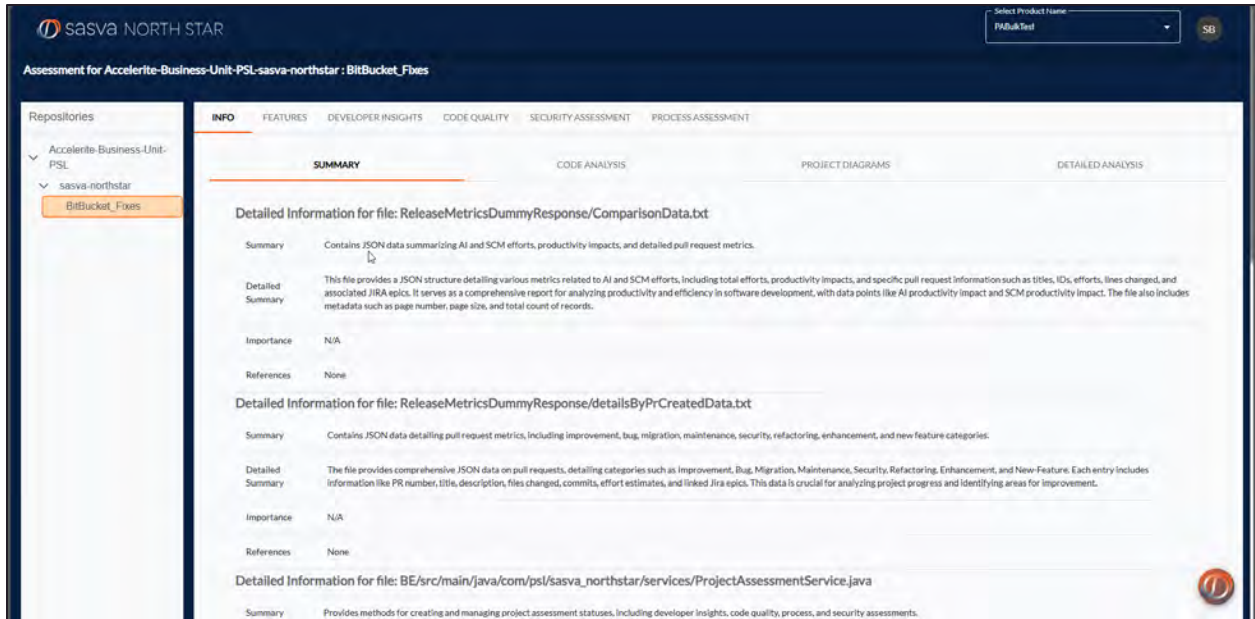 sasva NORTH STAR
Select Product Name
PABulkTest
SB
Assessment for Accelerite-Business-Unit-PSL-sasva-northstar : BitBucket_Fixes
Repositories
Accelerite-Business-Unit-
PSL
sasva-northstar
BitBucket_Fixes
INFO FEATURES DEVELOPER INSIGHTS CODE QUALITY SECURITY ASSESSMENT PROCESS ASSESSMENT
SUMMARY CODE ANALYSIS PROJECT DIAGRAMS DETAILED ANALYSIS
Detailed Information for file: ReleaseMetricsDummyResponse/ComparisonData.txt
Summary Contains JSON data summarizing AI and SCM efforts, productivity impacts, and detailed pull request metrics.
Detailed
Summary
This file provides a JSON structure detailing various metrics related to AI and SCM efforts, including total efforts, productivity impacts, and specific pull request information such as titles, IDs, efforts, lines changed, and
associated JIRA epics. It serves as a comprehensive report for analyzing productivity and efficiency in software development, with data points like AI productivity impact and SCM productivity impact. The file also includes
metadata such as page number, page size, and total count of records.
Importance N/A
References None
Detailed Information for file: ReleaseMetricsDummyResponse/detailsByPrCreatedData.txt
Summary Contains JSON data detailing pull request metrics, including improvement, bug, migration, maintenance, security, refactoring, enhancement, and new feature categories.
Detailed
Summary
The file provides comprehensive JSON data on pull requests, detailing categories such as Improvement, Bug, Migration, Maintenance, Security, Refactoring, Enhancement, and New-Feature. Each entry includes
information like PR number, title, description, files changed, commits, effort estimates, and linked Jira epics. This data is crucial for analyzing project progress and identifying areas for improvement.
Importance N/A
References None
Detailed Information for file: BE/src/main/java/com/psl/sasva_northstar/services/ProjectAssessmentService.java
Summary Provides methods for creating and managing project assessment statuses, including developer insights, code quality, process, and security assessments.